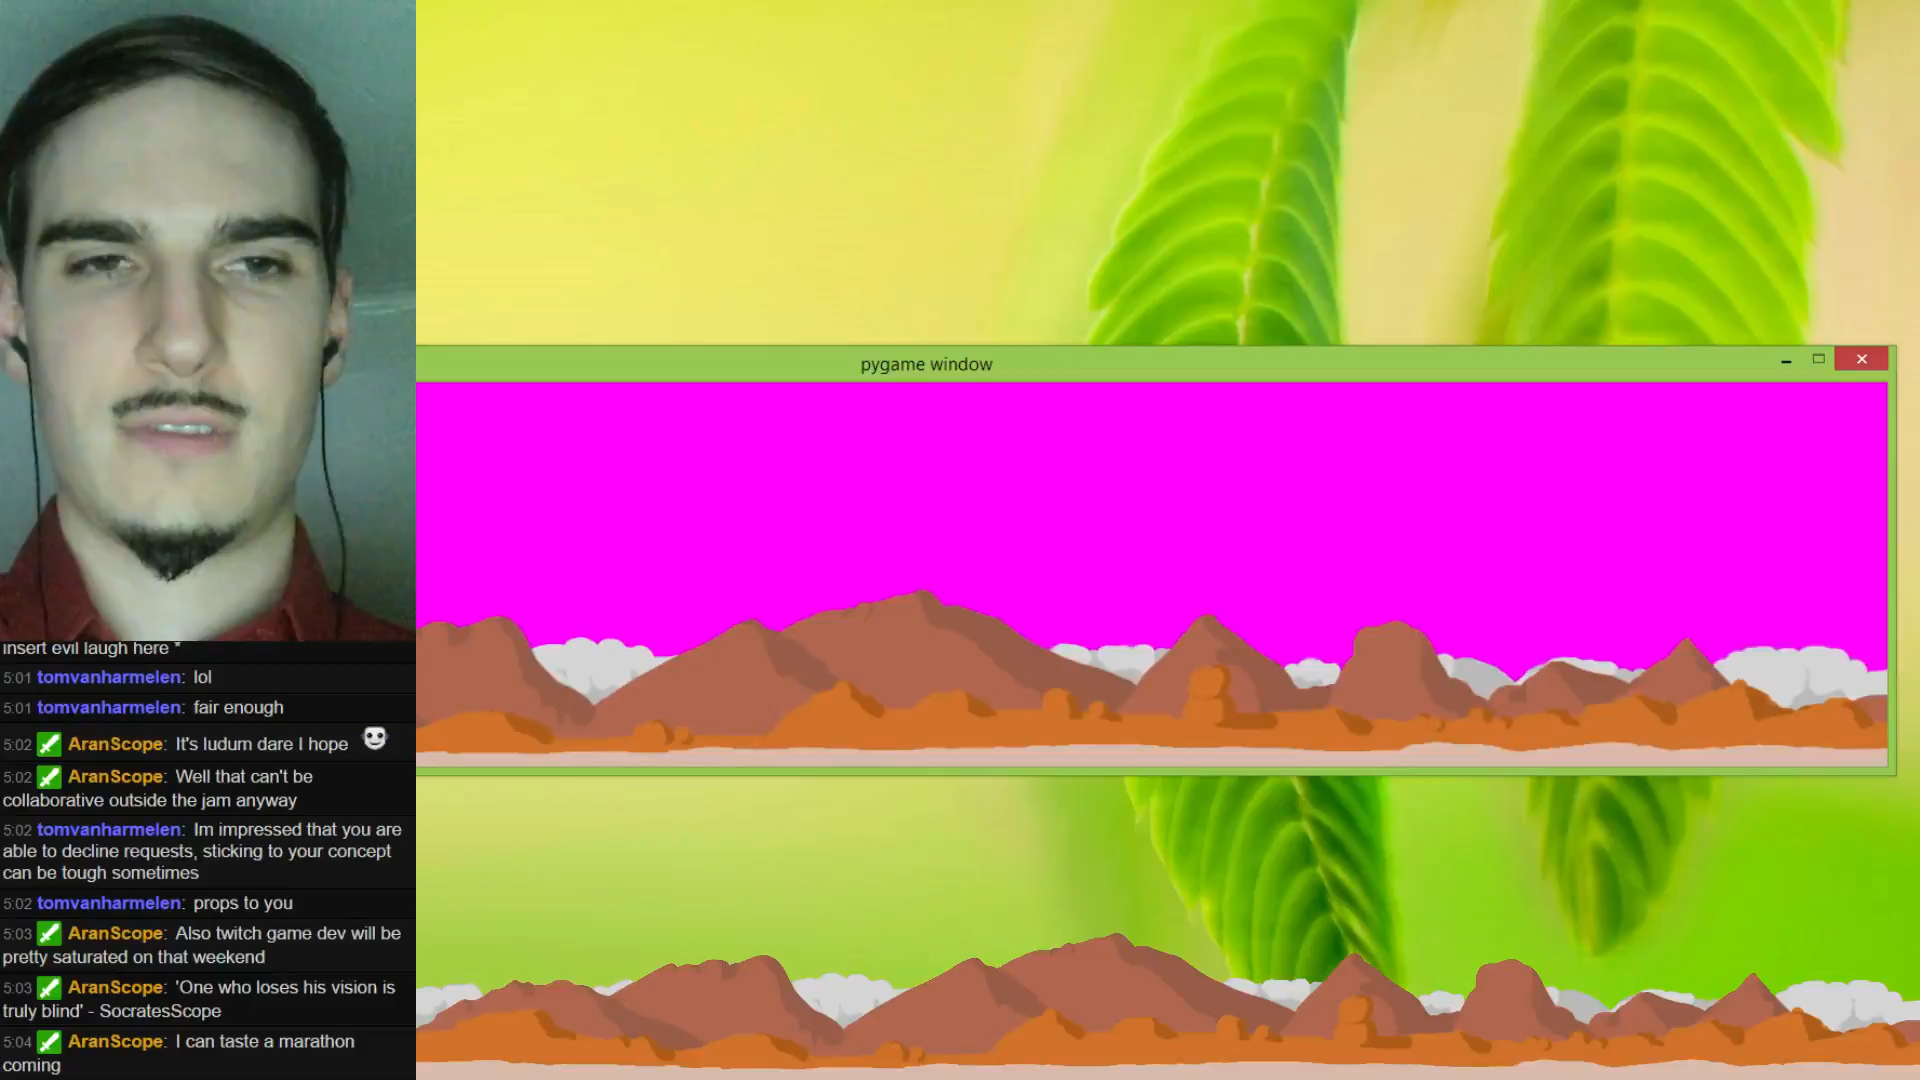 pygame window
insert evil laugh here *
5:01 tomvanharmelen: lol
5:01 tomvanharmelen: fair enough
5:02 AranScope: It's ludum dare I hope
5:02 AranScope: Well that can't be
collaborative outside the jam anyway
5:02 tomvanharmelen: Im impressed that you are
able to decline requests, sticking to your concept
can be tough sometimes
5:02 tomvanharmelen: props to you
5:03 AranScope: Also twitch game dev will be
pretty saturated on that weekend
5:03 AranScope: 'One who loses his vision is
truly blind' - SocratesScope
5:04 AranScope: I can taste a marathon
coming